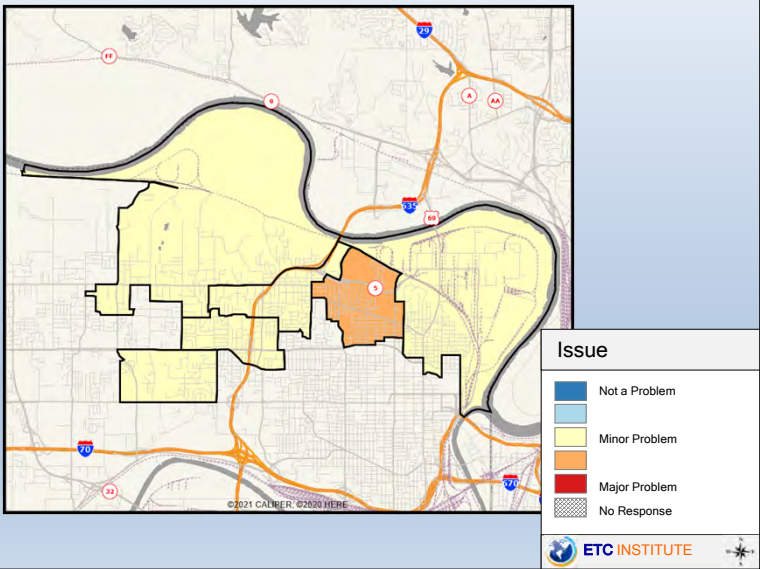 29
FF
A
AA
9
635
69
5
70
32
670
©2021 CALIPER, ©2020 HERE
Issue
Not a Problem
Minor Problem
Major Problem
No Response
ETC INSTITUTE